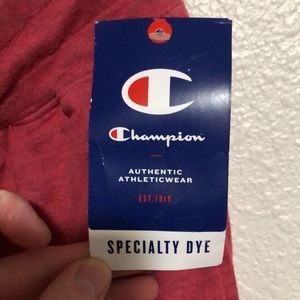 Champion
AUTHENTIC
ATHLETICWEAR
EST 1919
SPECIALTY DYE